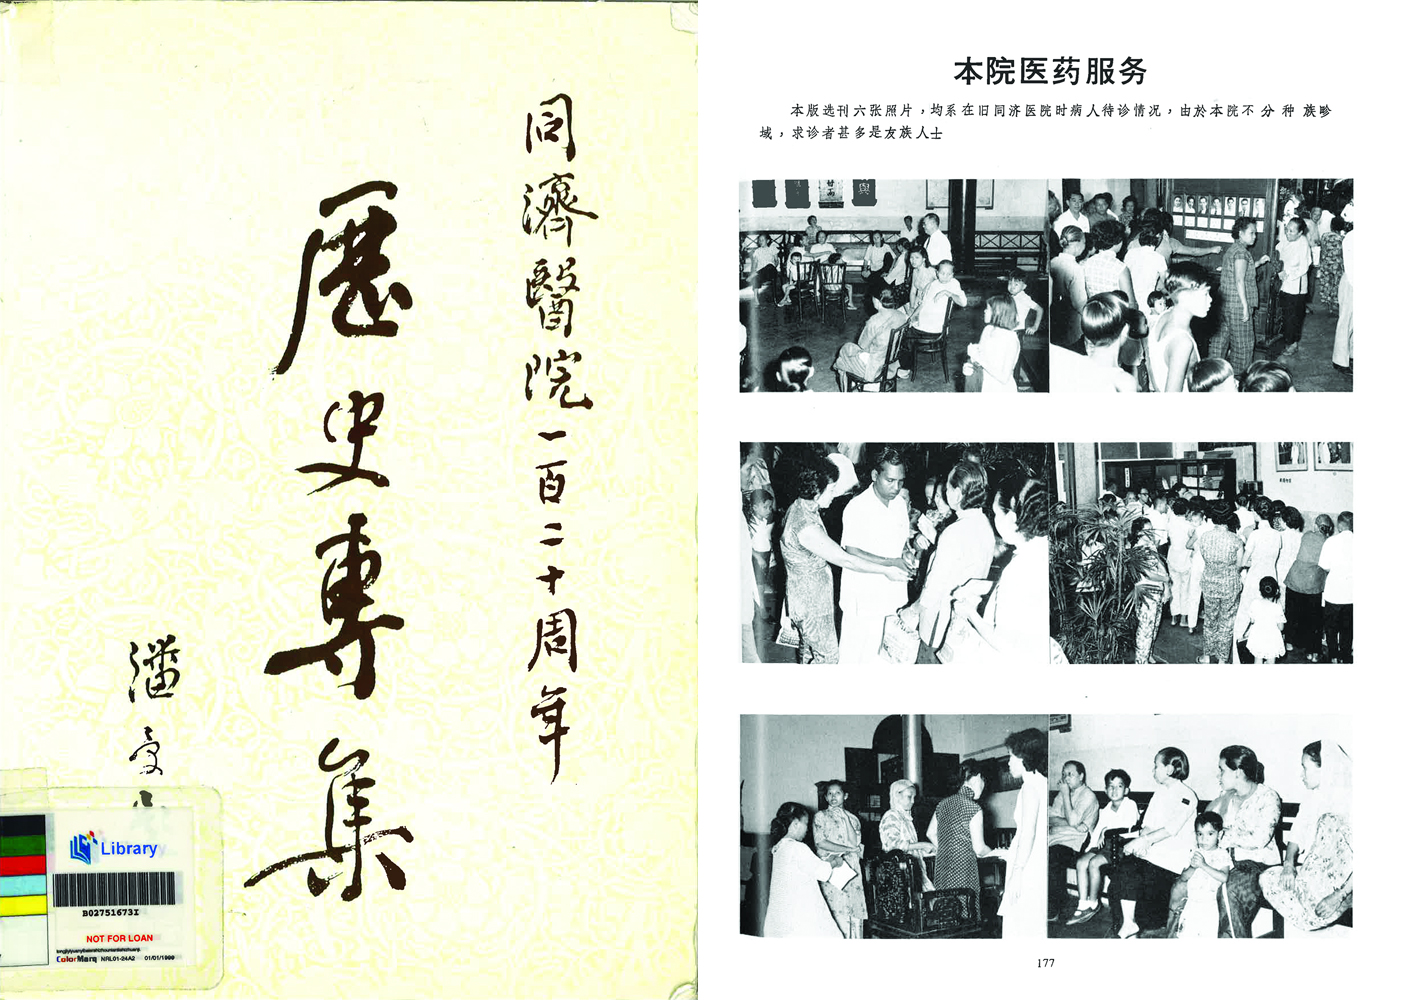 同濟醫院一百二十周年
歷史專集
潘受
Library
B02751673I
NOT FOR LOAN
ColorMarq NRL01-24A2 01/01/1999
本院医药服务
本版选刊六张照片，均系在旧同济医院时病人待诊情况，由於本院不分种族畛
域，求诊者甚多是友族人士
177